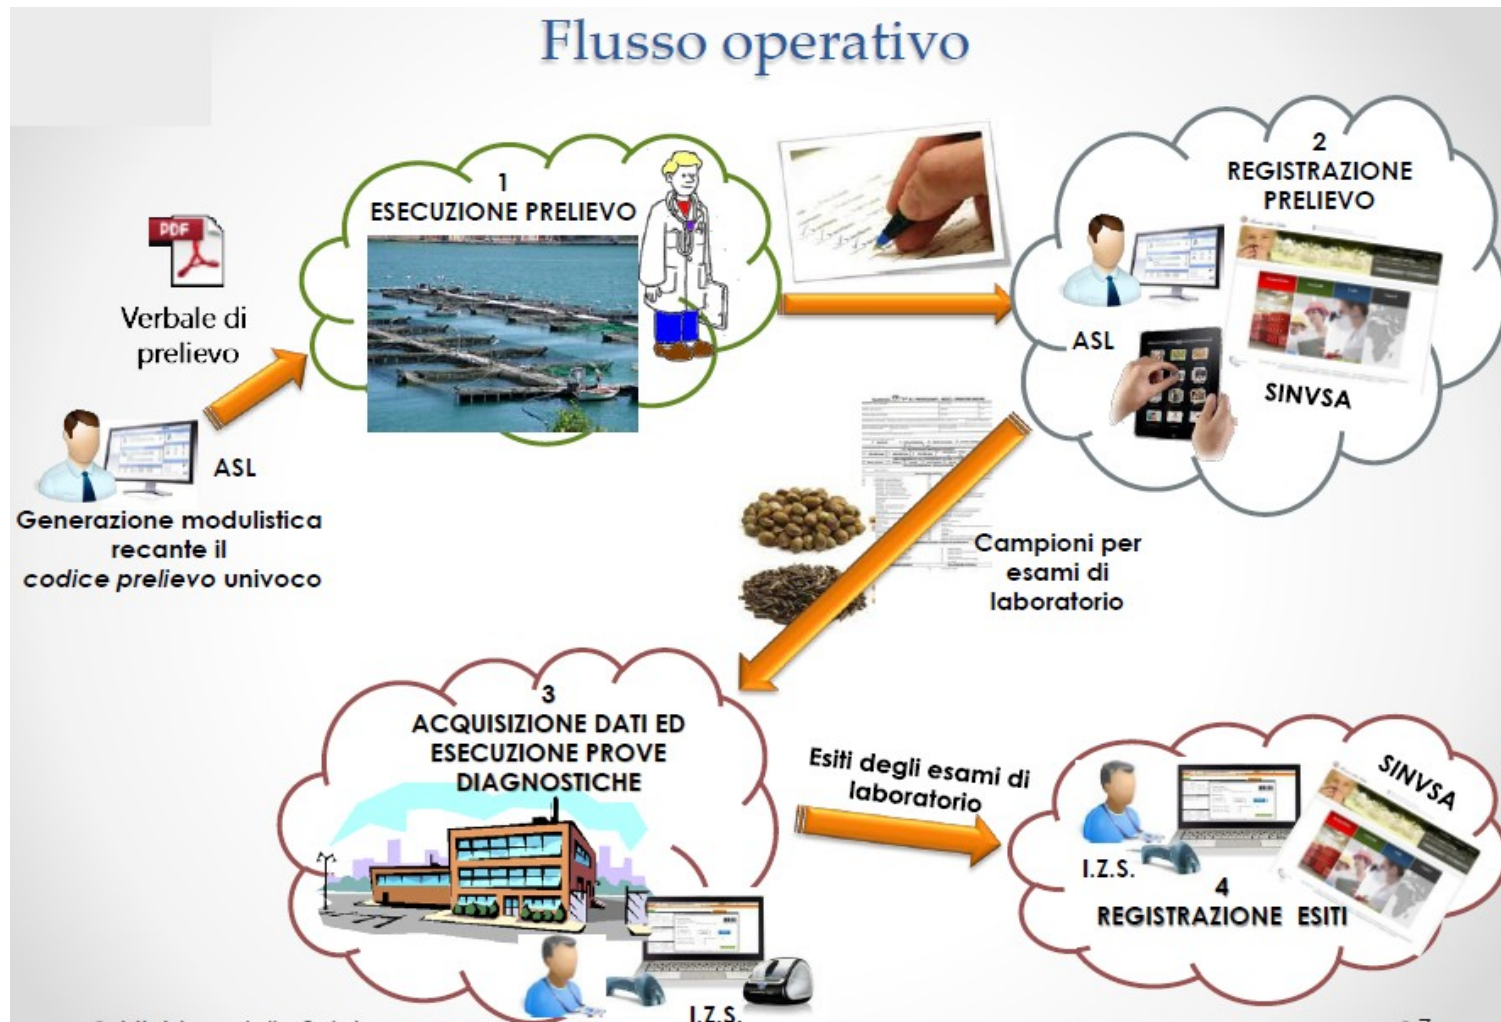 Flusso operativo
PDF
Verbale di
prelievo
ASL
Generazione modulistica
recante il
codice prelievo univoco
1
ESECUZIONE PRELIEVO
2
REGISTRAZIONE
PRELIEVO
ASL
SINVSA
Campioni per
esami di
laboratorio
3
ACQUISIZIONE DATI ED
ESECUZIONE PROVE
DIAGNOSTICHE
I.Z.S.
Esiti degli esami di
laboratorio
SINVSA
I.Z.S.
4
REGISTRAZIONE ESITI